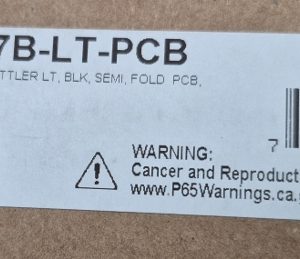 7B-LT-PCB
TTLER LT, BLK, SEMI, FOLD PCB,
7
WARNING:
Cancer and Reproduct
www.P65Warnings.ca.